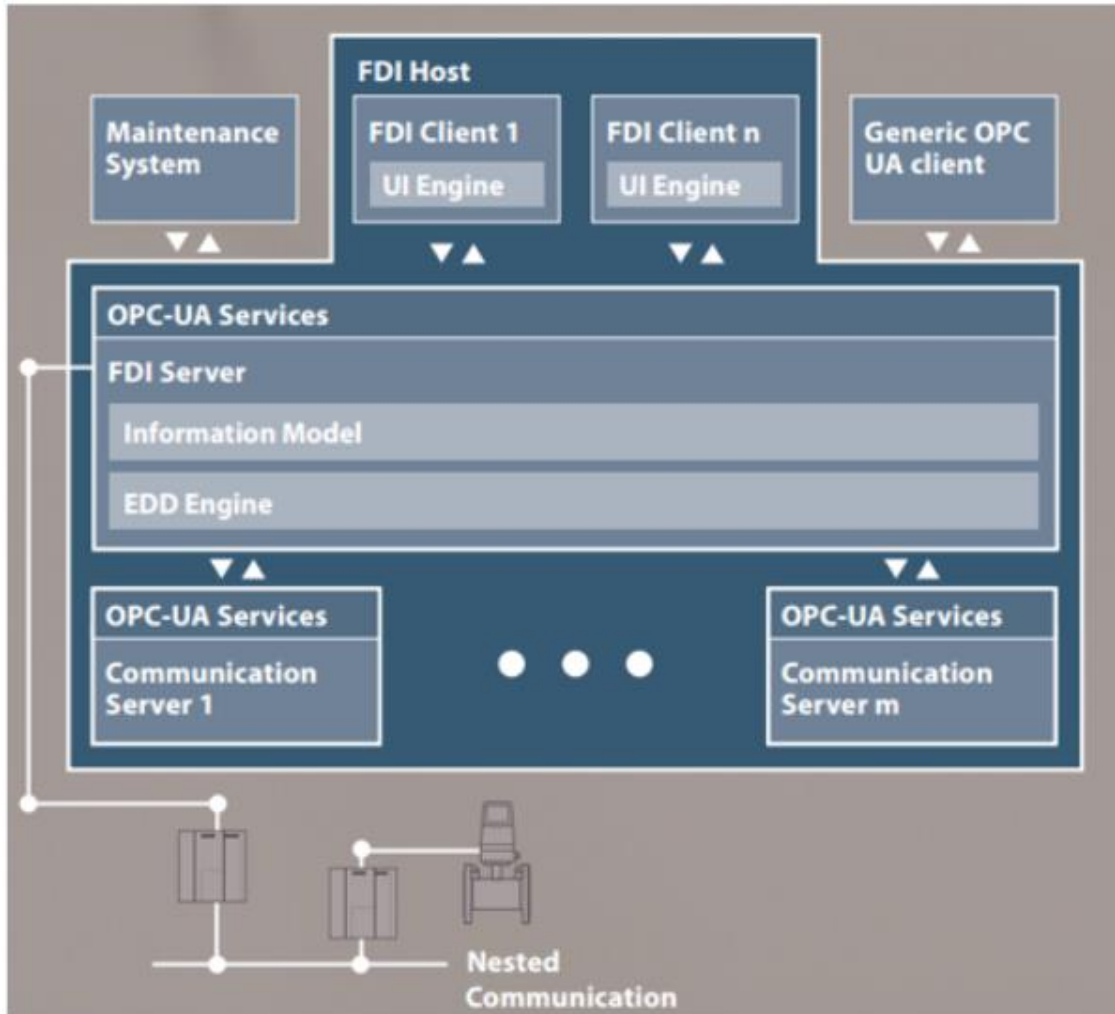 FDI Host
Maintenance
System
FDI Client 1
UI Engine
FDI Client n
UI Engine
Generic OPC
UA client
OPC-UA Services
FDI Server
Information Model
EDD Engine
OPC-UA Services
Communication
Server 1
OPC-UA Services
Communication
Server m
Nested
Communication